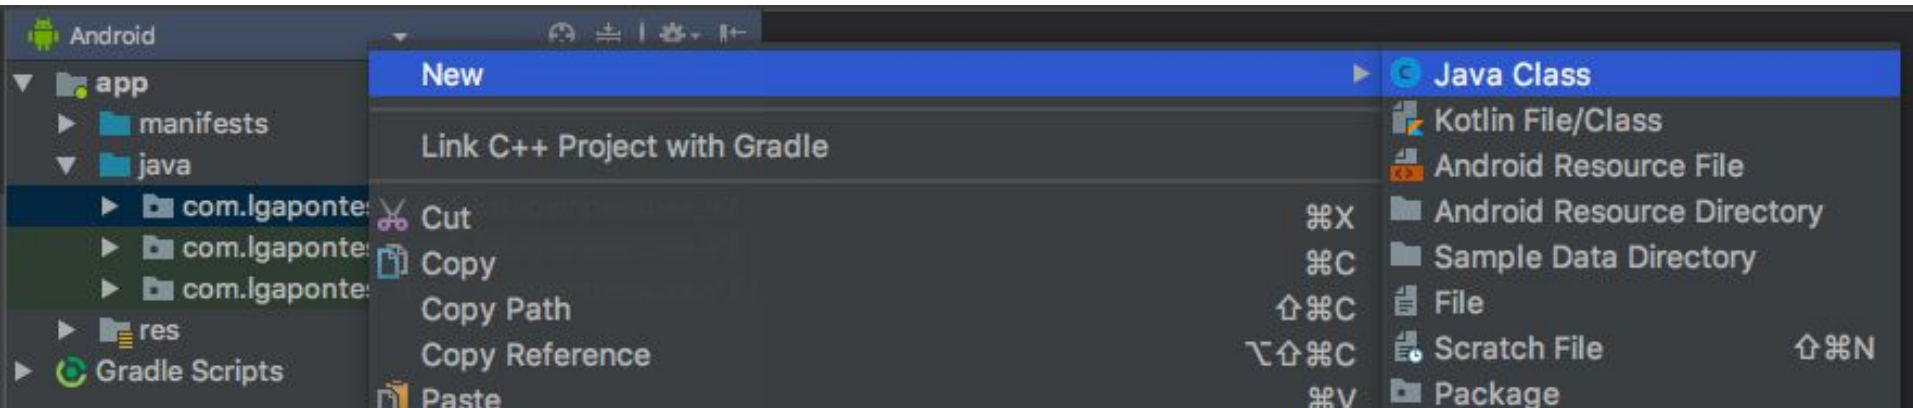 Android
app
manifests
java
com.lgaponte
com.lgaponte
com.lgaponte
res
Gradle Scripts
New
Link C++ Project with Gradle
Cut ⌘X
Copy ⌘C
Copy Path ⇧⌘C
Copy Reference ⌥⇧⌘C
Paste ⌘V
Java Class
Kotlin File/Class
Android Resource File
Android Resource Directory
Sample Data Directory
File
Scratch File ⇧⌘N
Package